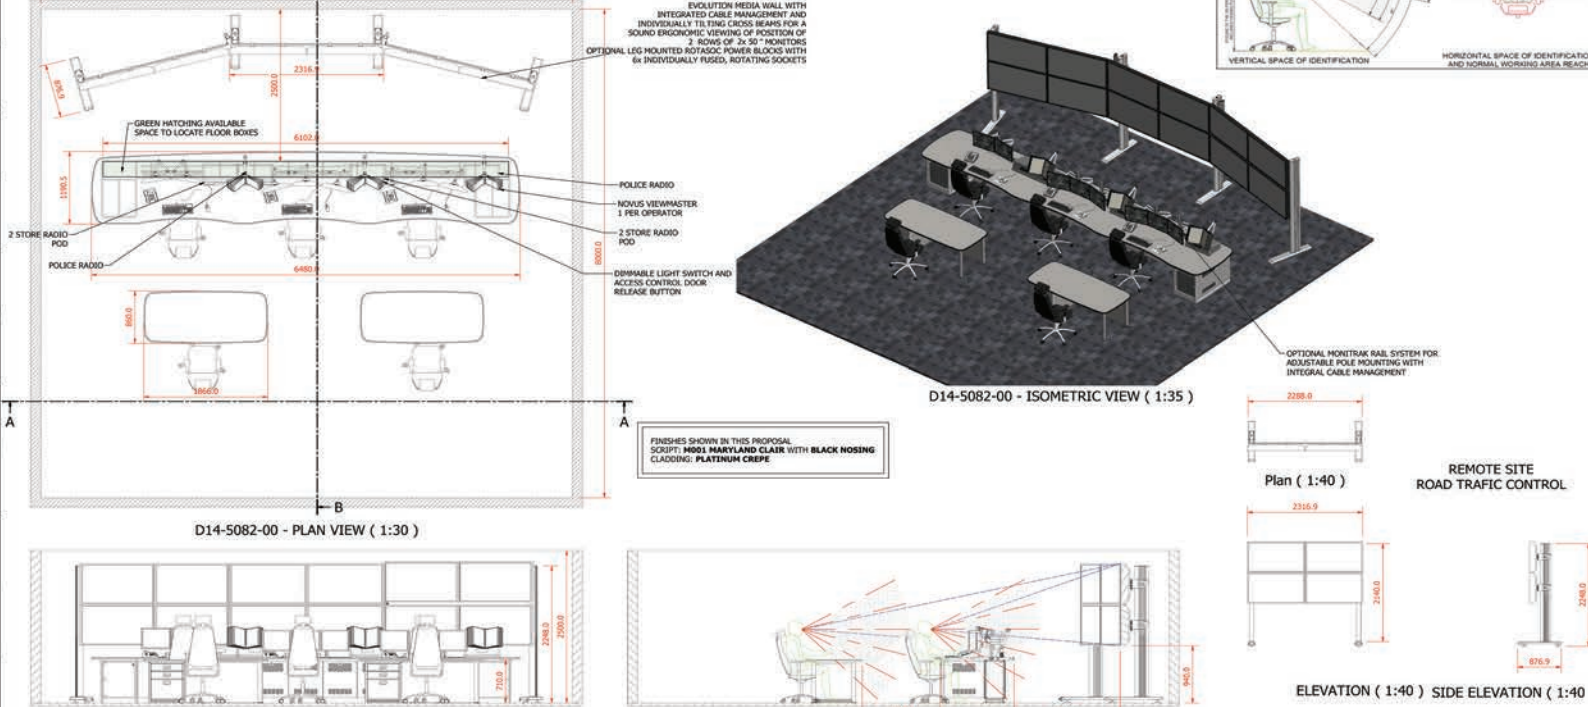 EVOLUTION MEDIA WALL WITH
INTEGRATED CABLE MANAGEMENT AND
INDIVIDUALLY TILTING CROSS BEAMS FOR A
SOUND ERGONOMIC VIEWING OF POSITION OF
2 ROWS OF 2x 50 " MONITORS
OPTIONAL LEG MOUNTED ROTASOC POWER BLOCKS WITH
6x INDIVIDUALLY FUSED, ROTATING SOCKETS
876.9
2316.9
2500.0
GREEN HATCHING AVAILABLE
SPACE TO LOCATE FLOOR BOXES
6102.
1190.5
POLICE RADIO
NOVUS VIEWMASTER
1 PER OPERATOR
2 STORE RADIO
POD
2 STORE RADIO
POD
POLICE RADIO
6480.0
8000.0
DIMMABLE LIGHT SWITCH AND
ACCESS CONTROL DOOR
RELEASE BUTTON
860.0
1866.0
A
A
B
D14-5082-00 - PLAN VIEW ( 1:30 )
FINISHES SHOWN IN THIS PROPOSAL
SCRIPT: M001 MARYLAND CLAIR WITH BLACK NOSING
CLADDING: PLATINUM CREPE
VERTICAL SPACE OF IDENTIFICATION
HORIZONTAL SPACE OF IDENTIFICATIO
AND NORMAL WORKING AREA REACH
OPTIONAL MONITRAK RAIL SYSTEM FOR
ADJUSTABLE POLE MOUNTING WITH
INTEGRAL CABLE MANAGEMENT
D14-5082-00 - ISOMETRIC VIEW ( 1:35 )
2288.0
Plan ( 1:40 )
REMOTE SITE
ROAD TRAFIC CONTROL
2316.9
2140.0
2248.0
876.9
ELEVATION ( 1:40 )
SIDE ELEVATION ( 1:40
710.0
2248.0
2500.0
940.0